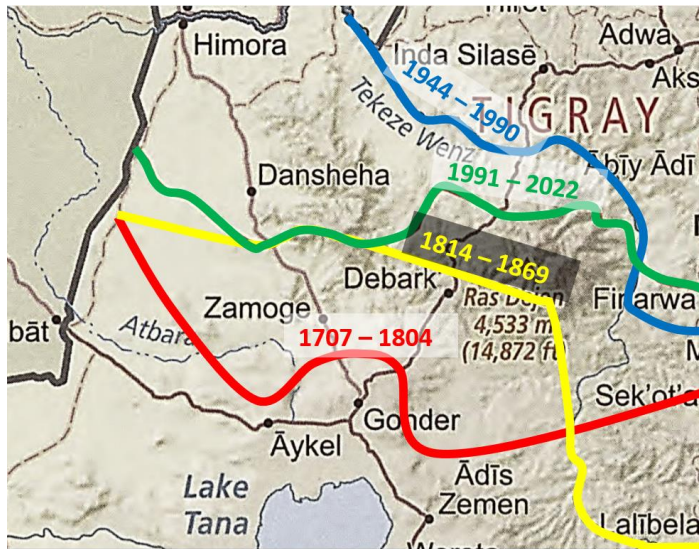 Himora
Adwa
Inda Silasē
Aks
1944 – 1990
TIGRAY
Tekeze Wenz
Ābīy Ādī
1991 – 2022
Dansheha
1814 – 1869
Debark
Ras Dejen
4,533 m
(14,872 ft)
Finarwa
Zamoge
bāt
Atbara
1707 – 1804
M
Sek'ot'a
Gonder
Āykel
Ādīs
Zemen
Lake
Tana
Lalībela